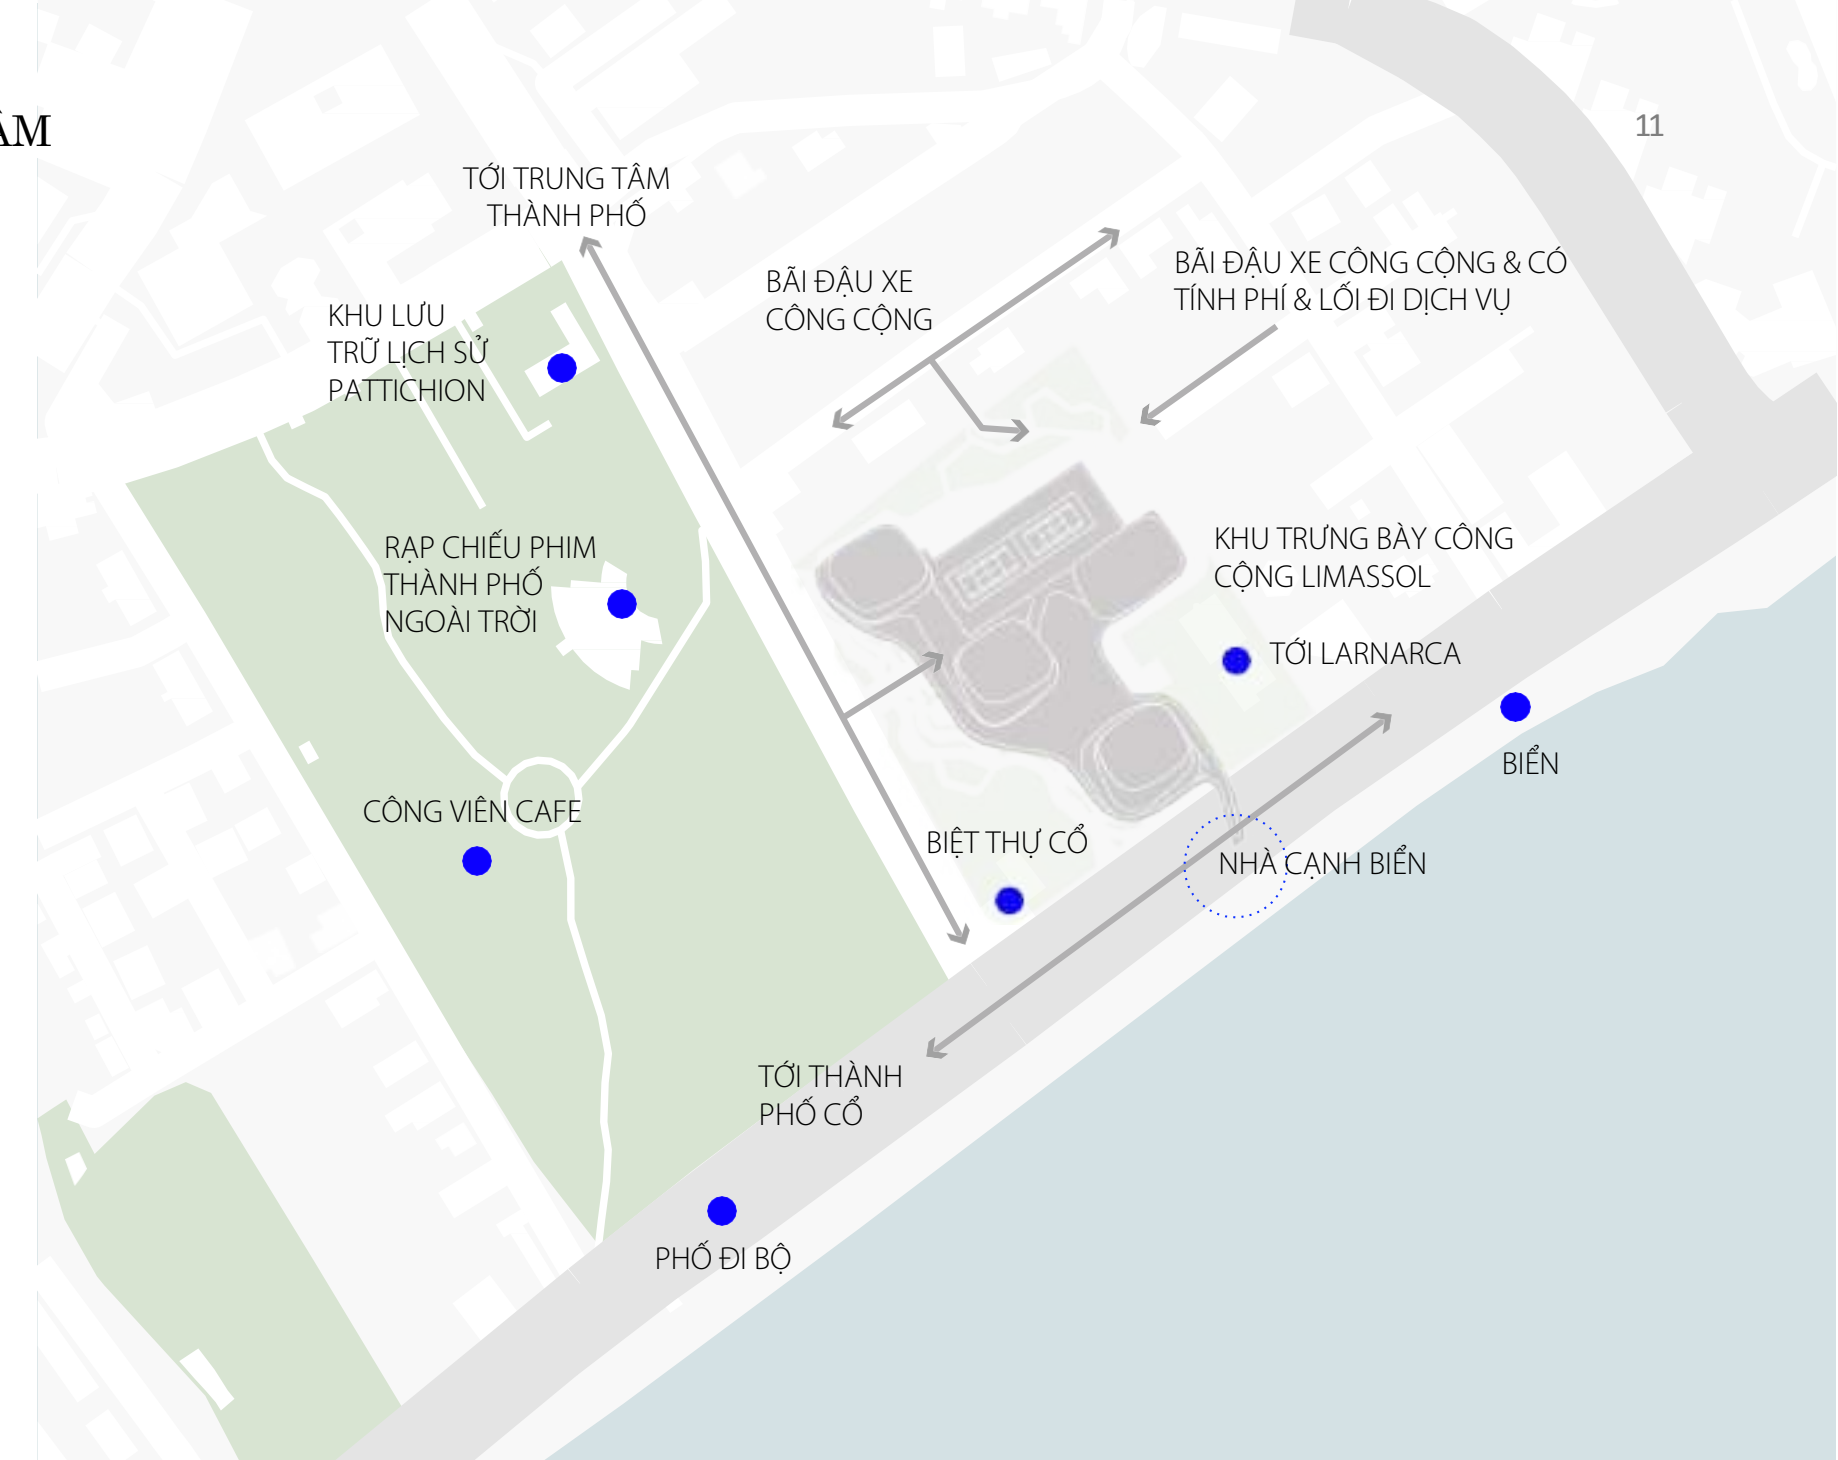 ÂM
11
TỚI TRUNG TÂM
THÀNH PHỐ
BÃI ĐẬU XE
CÔNG CỘNG
BÃI ĐẬU XE CÔNG CỘNG & CÓ
TÍNH PHÍ & LỐI ĐI DỊCH VỤ
KHU LƯU
TRỮ LỊCH SỬ
PATTICHION
RẠP CHIẾU PHIM
THÀNH PHỐ
NGOÀI TRỜI
KHU TRƯNG BÀY CÔNG
CỘNG LIMASSOL
TỚI LARNARCA
BIỂN
CÔNG VIÊN CAFE
BIỆT THỰ CỔ
NHÀ CẠNH BIỂN
TỚI THÀNH
PHỐ CỔ
PHỐ ĐI BỘ